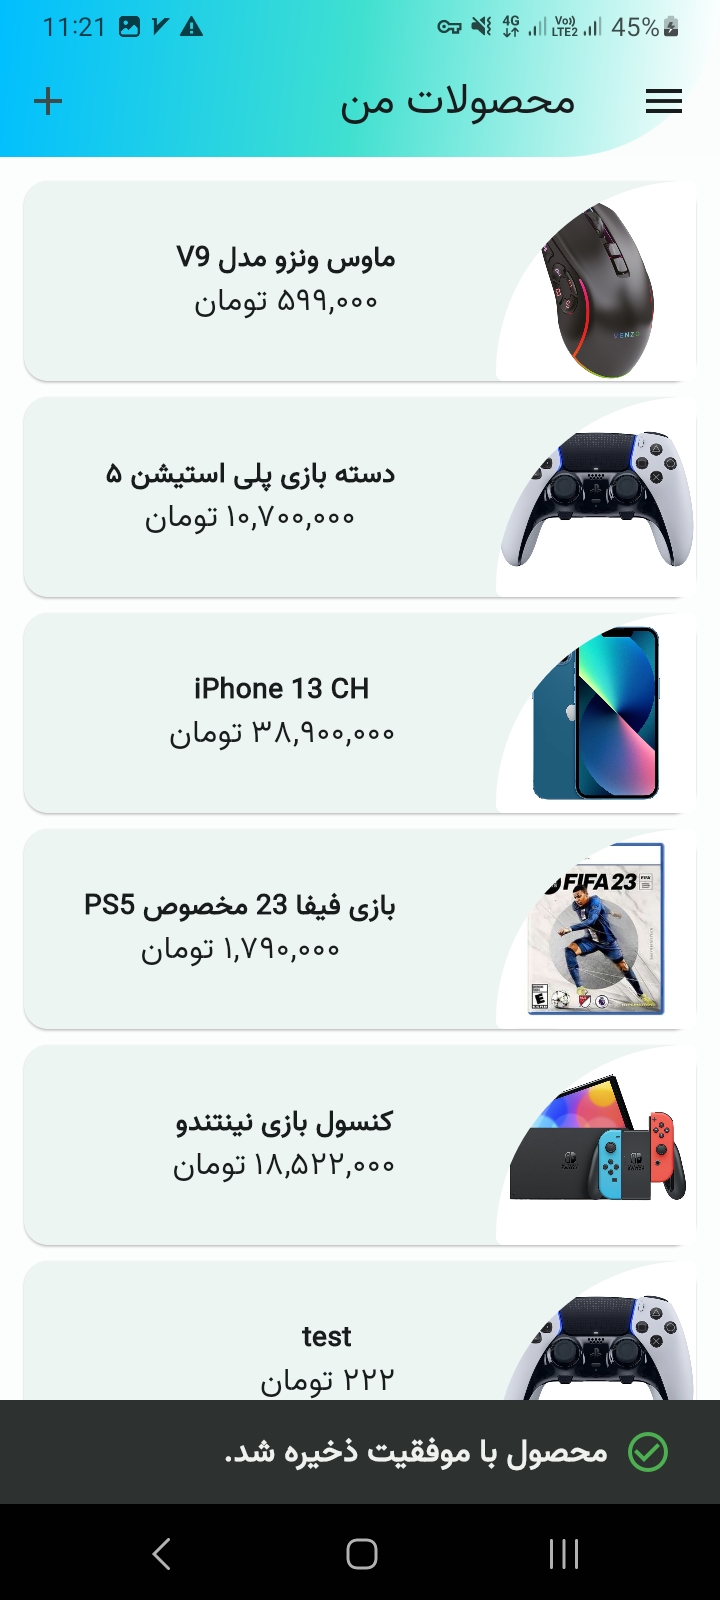 11:21 4G Vo)) LTE2 45%
محصولات من
ماوس ونزو مدل V9
۵۹۹,۰۰۰ تومان
VENZO
دسته بازی پلی استیشن ۵
۱۰,۷۰۰,۰۰۰ تومان
iPhone 13 CH
۳۸,۹۰۰,۰۰۰ تومان
بازی فیفا 23 مخصوص PS5
۱,۷۹۰,۰۰۰ تومان
FIFA 23
E
کنسول بازی نینتندو
۱۸,۵۲۲,۰۰۰ تومان
test
۲۲۲ تومان
محصول با موفقیت ذخیره شد.